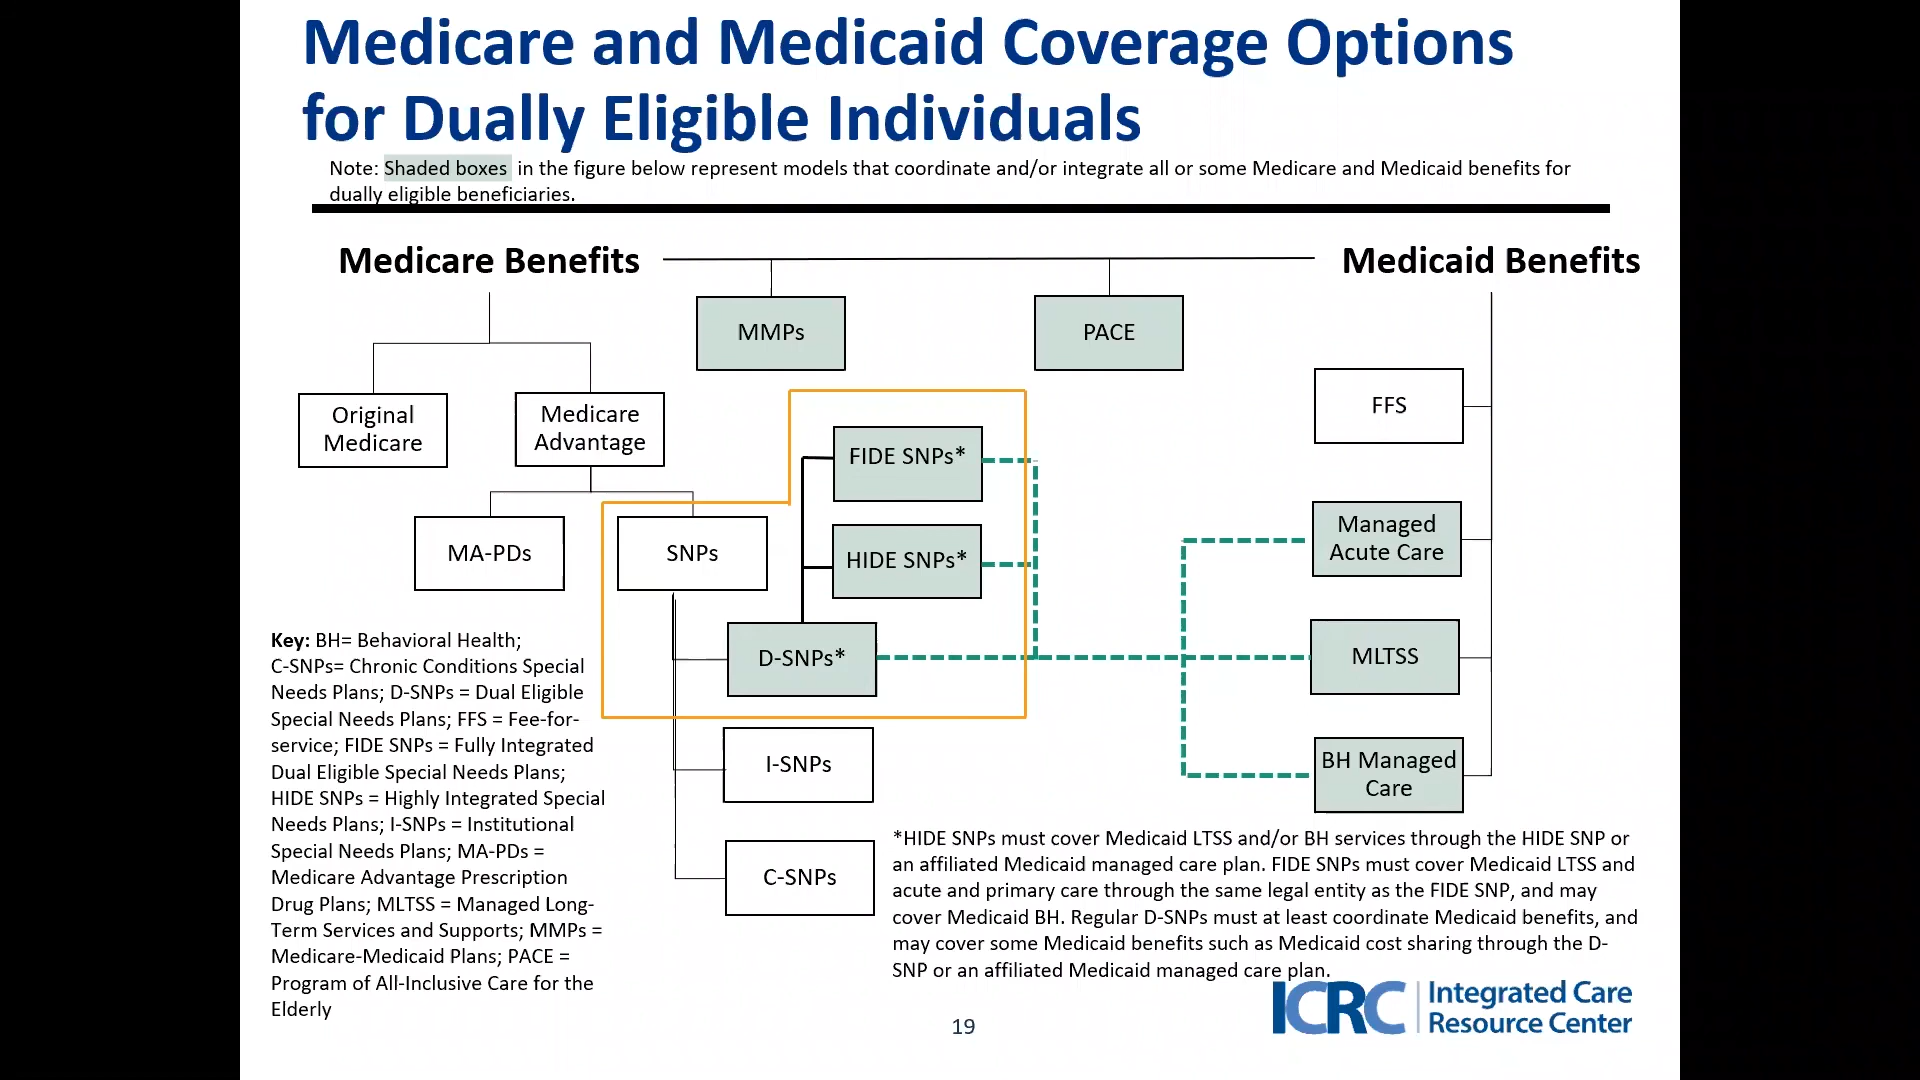 Medicare and Medicaid Coverage Options
for Dually Eligible Individuals
Note: Shaded boxes in the figure below represent models that coordinate and/or integrate all or some Medicare and Medicaid benefits for
dually eligible beneficiaries.
Medicare Benefits
Medicaid Benefits
MMPs
PACE
Original
Medicare
Medicare
Advantage
FFS
FIDE SNPs*
MA-PDs
SNPs
HIDE SNPs*
Managed
Acute Care
D-SNPs*
MLTSS
I-SNPs
BH Managed
Care
C-SNPs
Key: BH= Behavioral Health;
C-SNPs= Chronic Conditions Special
Needs Plans; D-SNPs = Dual Eligible
Special Needs Plans; FFS = Fee-for-
service; FIDE SNPs = Fully Integrated
Dual Eligible Special Needs Plans;
HIDE SNPs = Highly Integrated Special
Needs Plans; I-SNPs = Institutional
Special Needs Plans; MA-PDs =
Medicare Advantage Prescription
Drug Plans; MLTSS = Managed Long-
Term Services and Supports; MMPs =
Medicare-Medicaid Plans; PACE =
Program of All-Inclusive Care for the
Elderly
*HIDE SNPs must cover Medicaid LTSS and/or BH services through the HIDE SNP or
an affiliated Medicaid managed care plan. FIDE SNPs must cover Medicaid LTSS and
acute and primary care through the same legal entity as the FIDE SNP, and may
cover Medicaid BH. Regular D-SNPs must at least coordinate Medicaid benefits, and
may cover some Medicaid benefits such as Medicaid cost sharing through the D-
SNP or an affiliated Medicaid managed care plan.
19
ICRC
Integrated Care
Resource Center